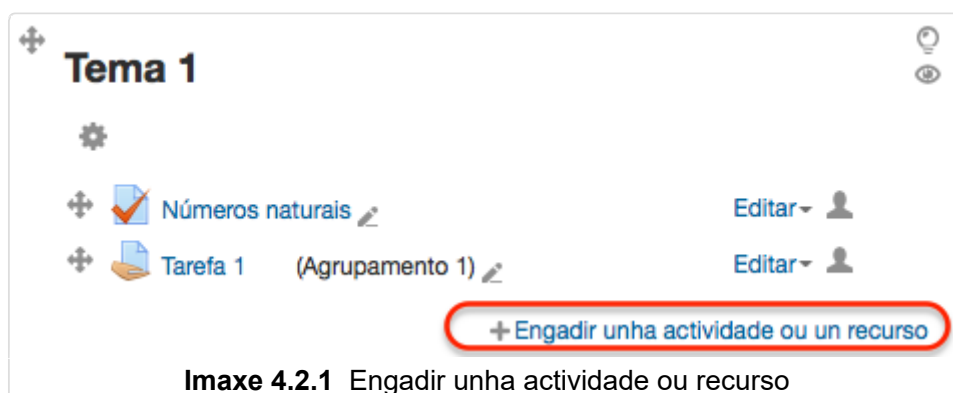 Tema 1
Números naturais Editar
Tarefa 1 (Agrupamento 1) Editar
+Engadir unha actividade ou un recurso
Imaxe 4.2.1 Engadir unha actividade ou recurso